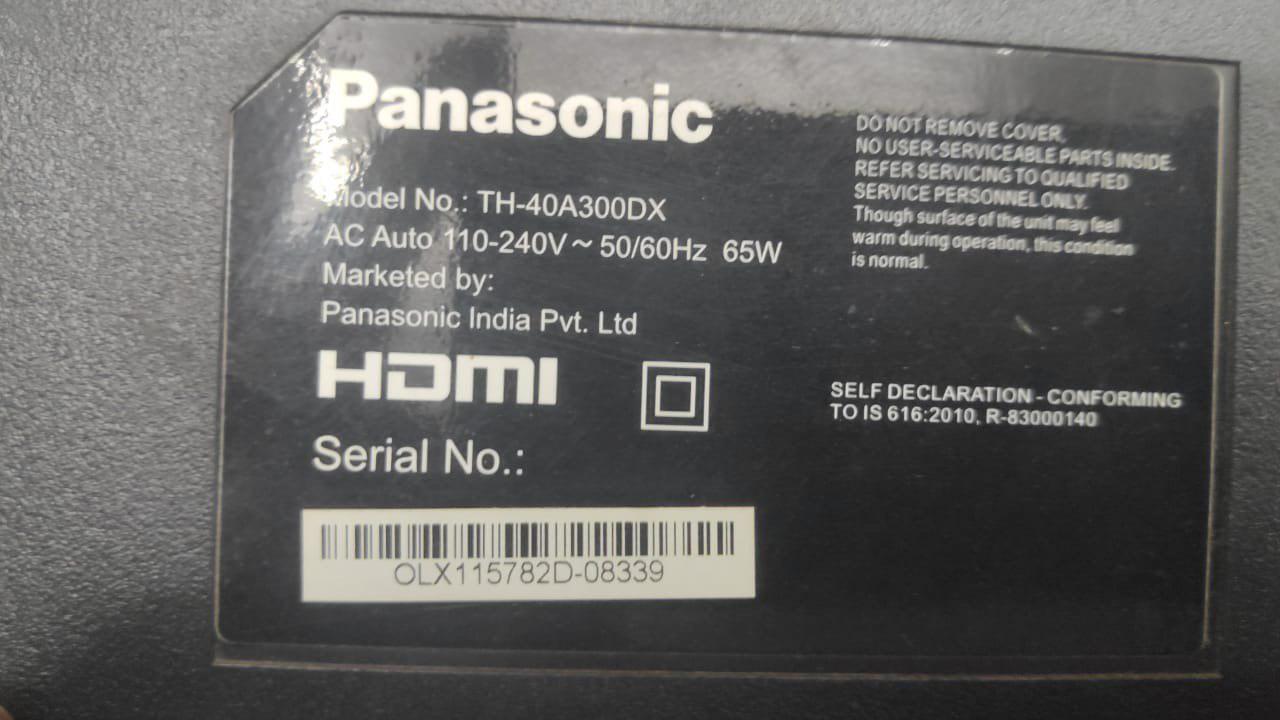 Panasonic
Model No.: TH-40A300DX
AC Auto 110-240V ~ 50/60Hz 65W
Marketed by:
Panasonic India Pvt. Ltd
HDMI
Serial No.:
OLX115782D-08339
DO NOT REMOVE COVER.
NO USER-SERVICEABLE PARTS INSIDE.
REFER SERVICING TO QUALIFIED
SERVICE PERSONNEL ONLY.
Though surface of the unit may feel
warm during operation, this condition
is normal.
SELF DECLARATION - CONFORMING
TO IS 616:2010, R-83000140